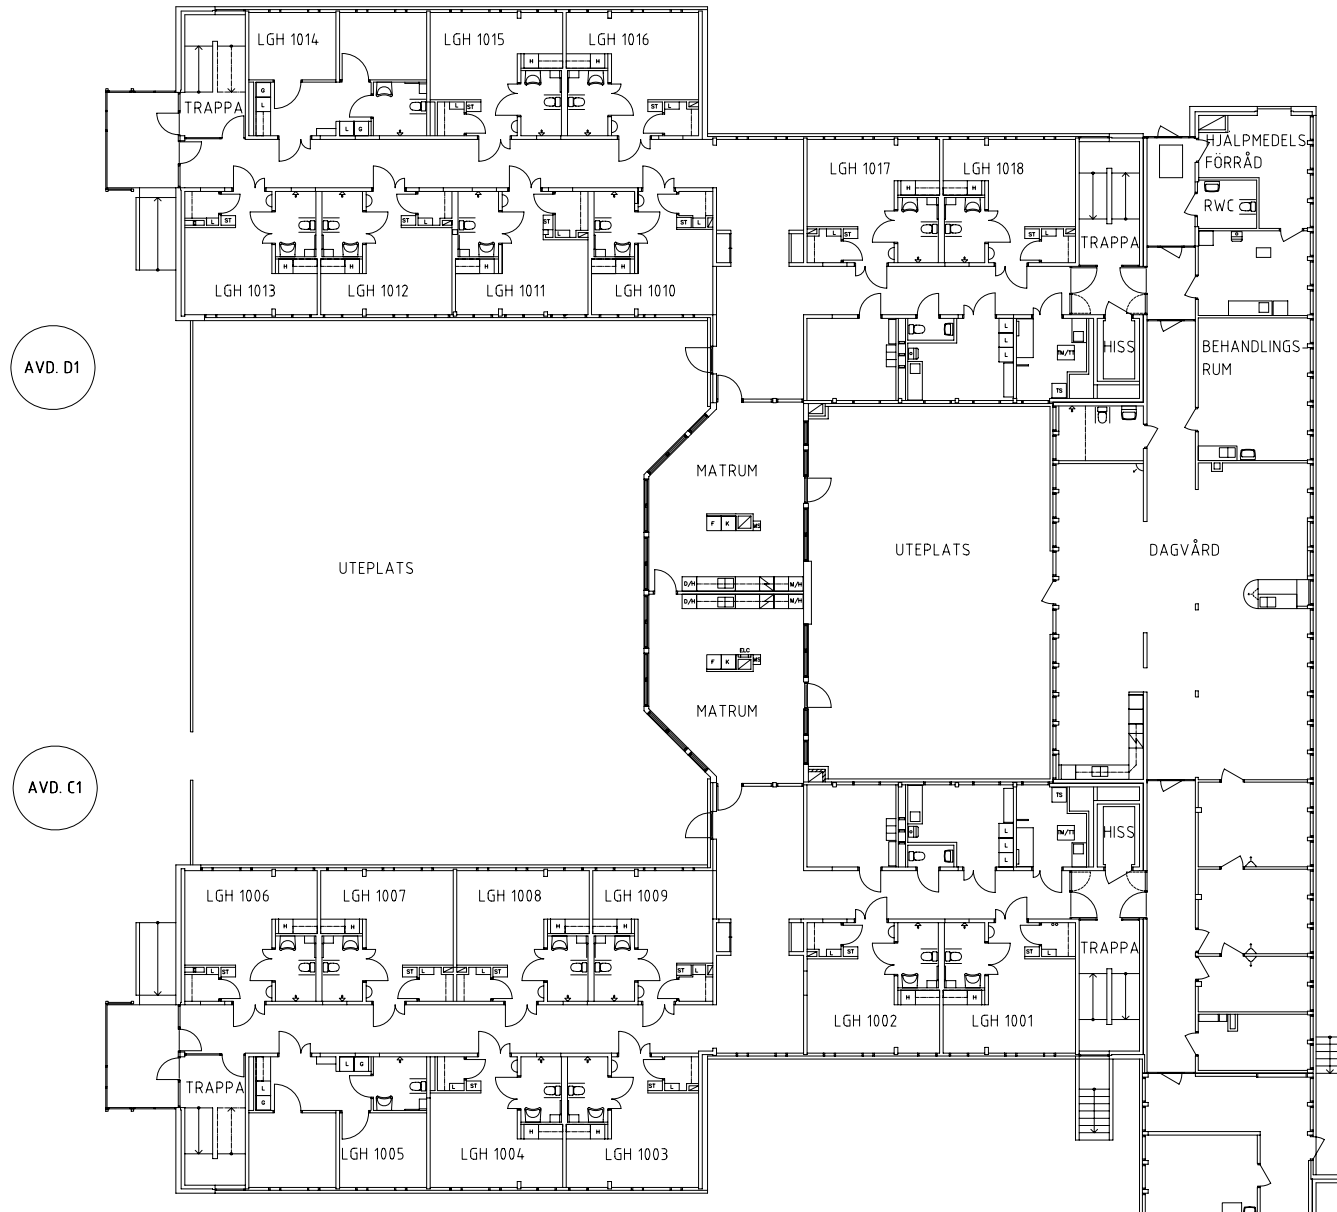 LGH 1014
LGH 1015
LGH 1016
TRAPPA
LGH 1017
LGH 1018
HJÄLPMEDELS
FÖRRÅD
RWC
TRAPPA
LGH 1013
LGH 1012
LGH 1011
LGH 1010
HISS
BEHANDLINGS-
RUM
AVD. D1
MATRUM
UTEPLATS
UTEPLATS
DAGVÅRD
MATRUM
AVD. C1
HISS
LGH 1006
LGH 1007
LGH 1008
LGH 1009
TRAPPA
LGH 1002
LGH 1001
TRAPPA
LGH 1005
LGH 1004
LGH 1003